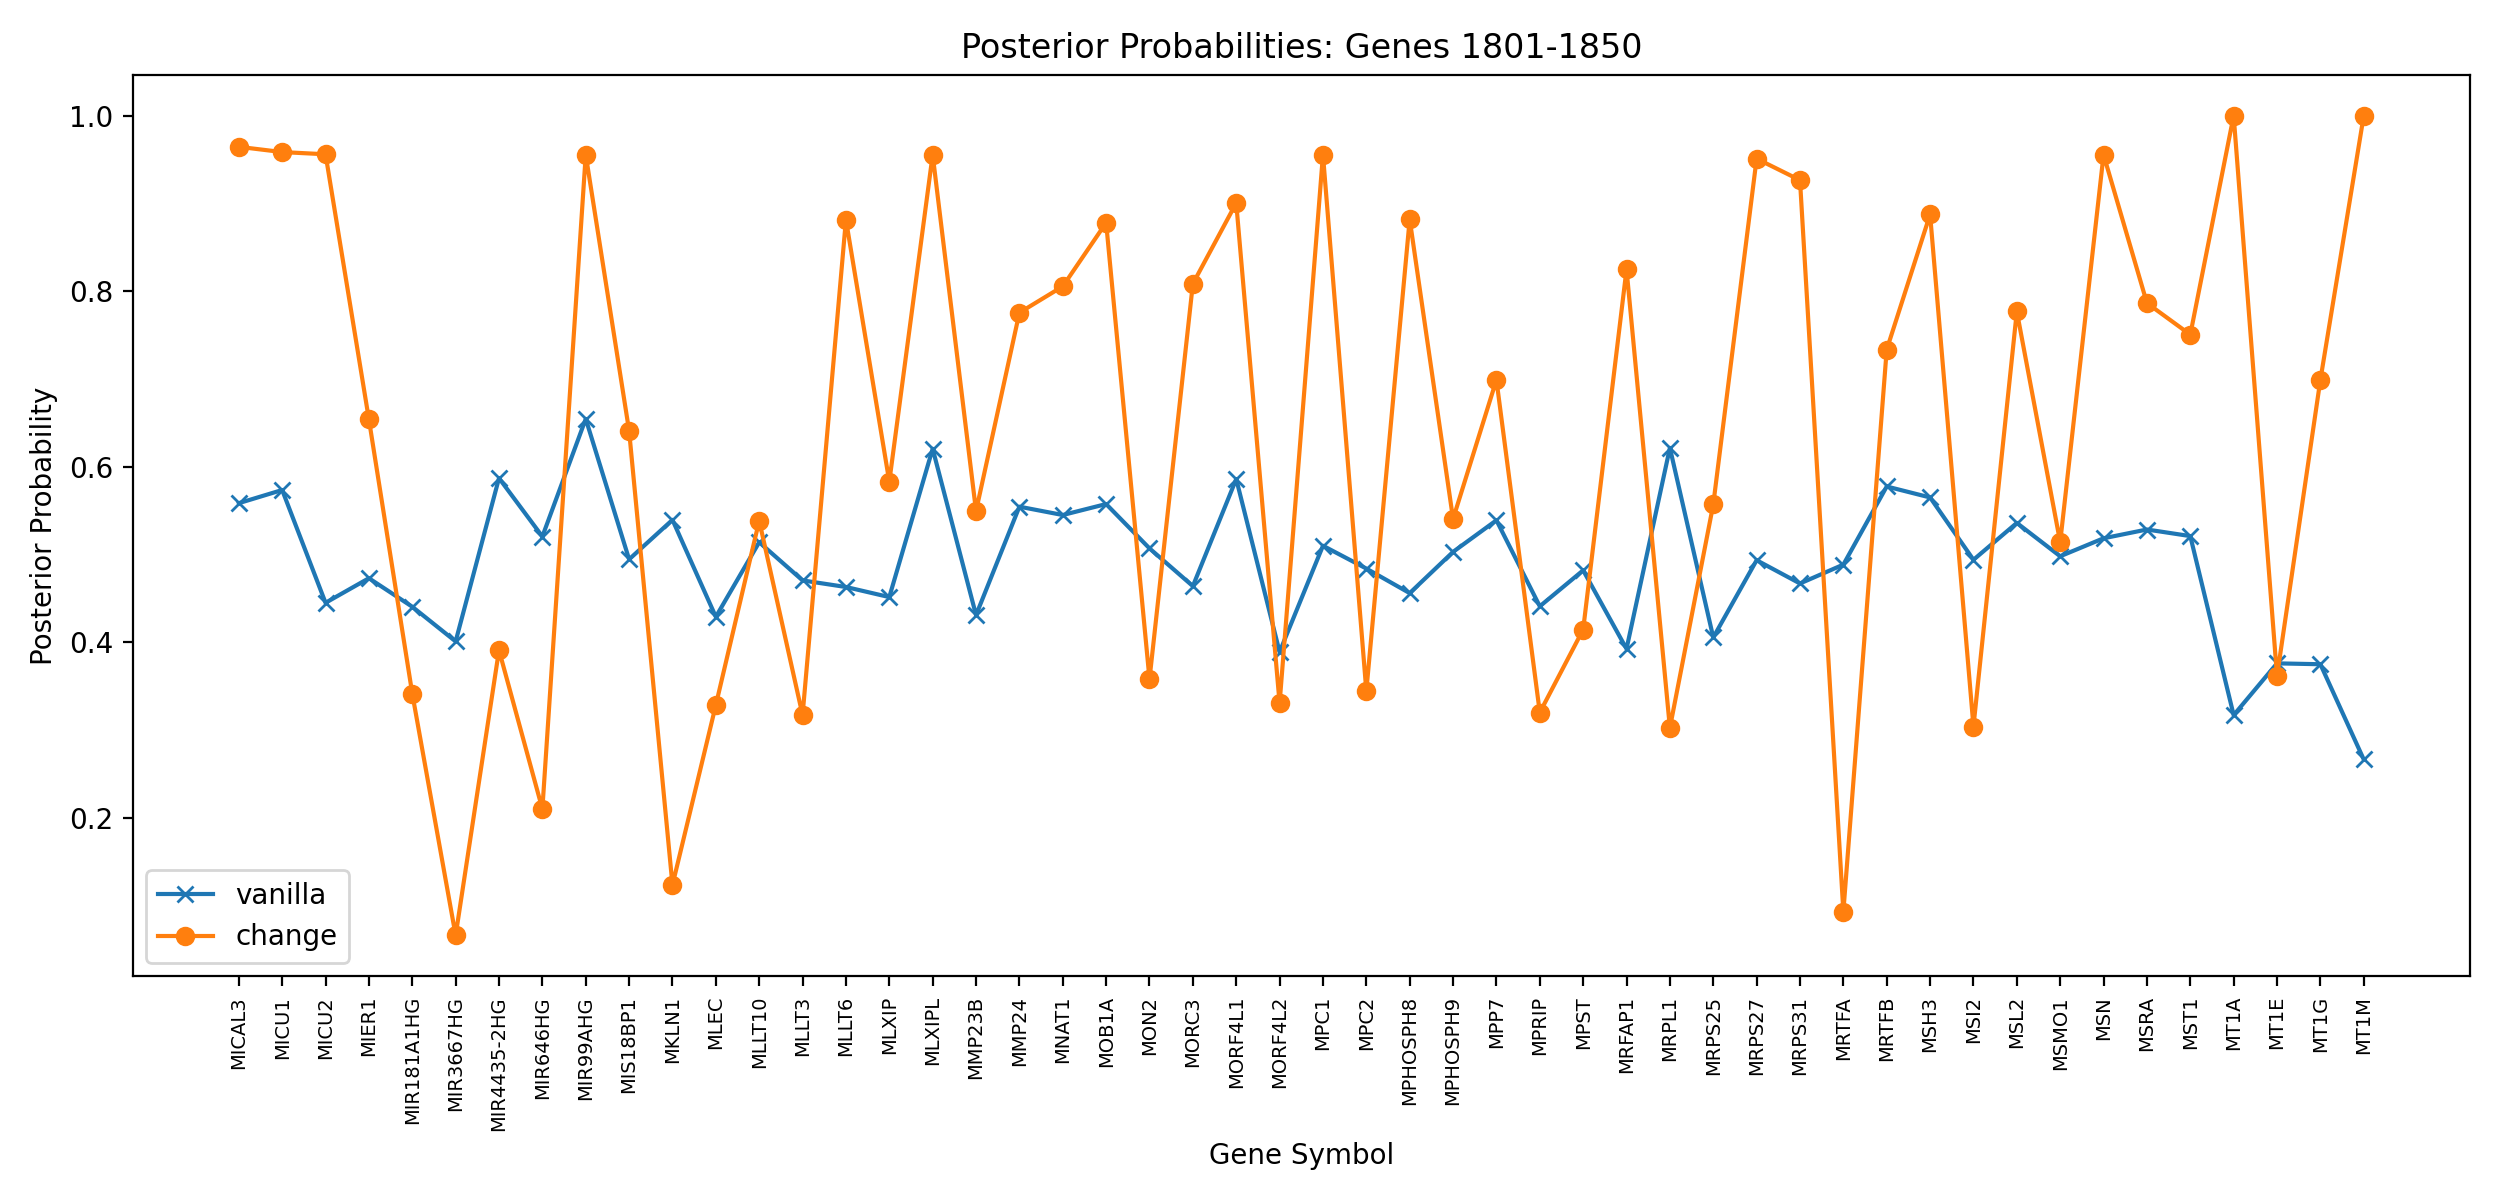 Posterior Probabilities: Genes 1801-1850
Posterior Probability
1.0
0.8
0.6
0.4
0.2
vanilla
change
MICAL3
MICU1
MICU2
MIER1
MIR181A1HG
MIR3667HG
MIR4435-2HG
MIR646HG
MIR99AHG
MIS18BP1
MKLN1
MLEC
MLLT10
MLLT3
MLLT6
MLXIP
MLXIPL
MMP23B
MMP24
MNAT1
MOB1A
MON2
MORC3
MORF4L1
MORF4L2
MPC1
MPC2
MPHOSPH8
MPHOSPH9
MPP7
MPRIP
MPST
MRFAP1
MRPL1
MRPS25
MRPS27
MRPS31
MRTFA
MRTFB
MSH3
MSI2
MSL2
MSMO1
MSN
MSRA
MST1
MT1A
MT1E
MT1G
MT1M
Gene Symbol